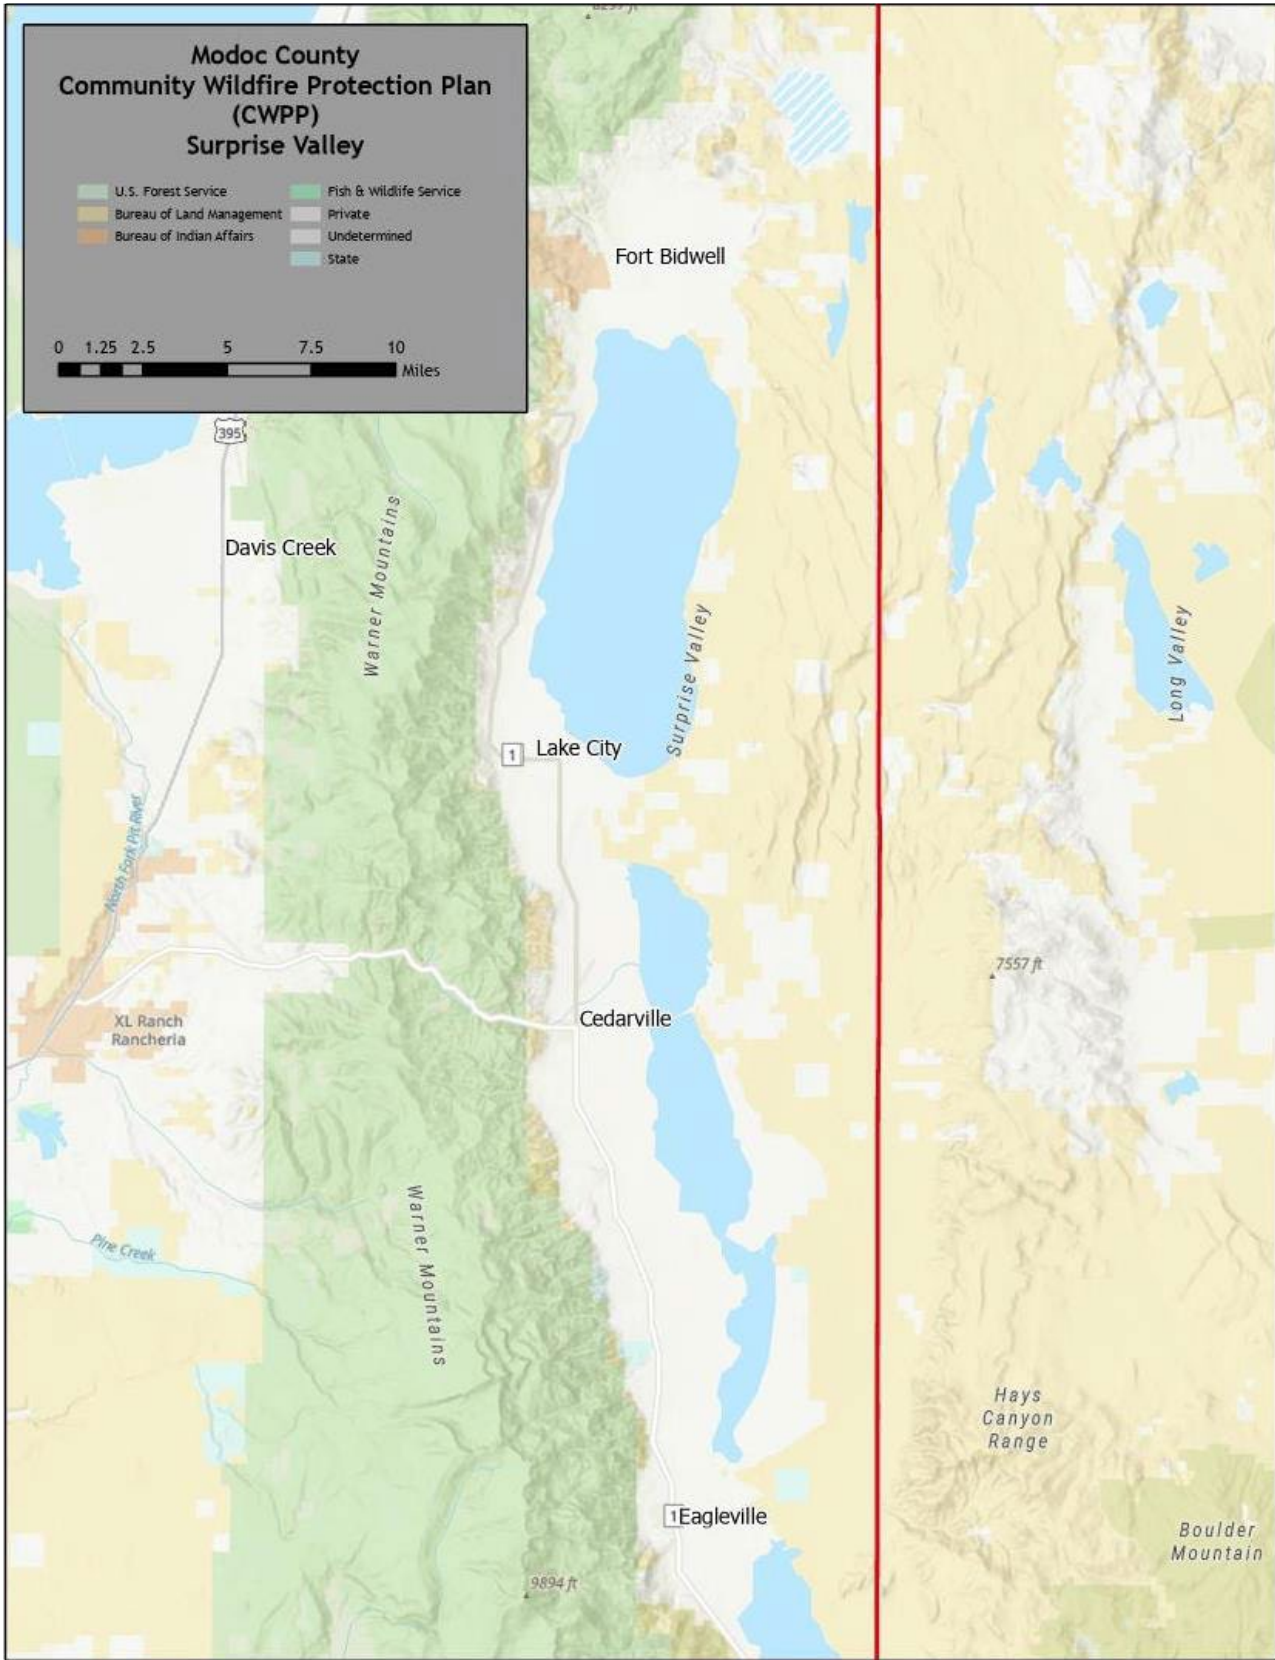 8297 ft
Modoc County
Community Wildfire Protection Plan
(CWPP)
Surprise Valley
U.S. Forest Service
Bureau of Land Management
Bureau of Indian Affairs
Fish & Wildlife Service
Private
Undetermined
State
0 1.25 2.5 5 7.5 10
Miles
Fort Bidwell
395
Davis Creek
Warner Mountains
Surprise Valley
Long Valley
1 Lake City
North Fork Pit River
7557 ft
XL Ranch
Rancheria
Cedarville
Warner Mountains
Pine Creek
Hays
Canyon
Range
1 Eagleville
Boulder
Mountain
9894 ft